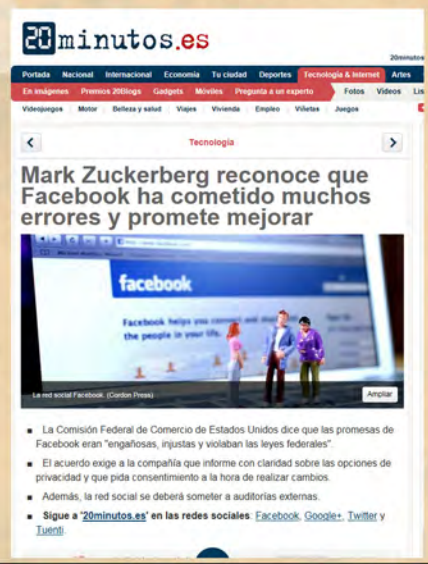 20minutos.es
20minutos
Portada Nacional Internacional Economía Tu ciudad Deportes Tecnología & Internet Artes
En imágenes Premios 20Blogs Gadgets Móviles Pregunta a un experto Fotos Vídeos Lis
Videojuegos Motor Belleza y salud Viajes Vivienda Empleo Viñetas Juegos
Tecnología
Mark Zuckerberg reconoce que
Facebook ha cometido muchos
errores y promete mejorar
facebook
Facebook helps you connect and share
the people in your life.
La red social Facebook. (Cordon Press)
Ampliar
La Comisión Federal de Comercio de Estados Unidos dice que las promesas de
Facebook eran "engañosas, injustas y violaban las leyes federales".
El acuerdo exige a la compañía que informe con claridad sobre las opciones de
privacidad y que pida consentimiento a la hora de realizar cambios.
Además, la red social se deberá someter a auditorías externas.
Sigue a '20minutos.es' en las redes sociales: Facebook, Google+, Twitter y
Tuenti.